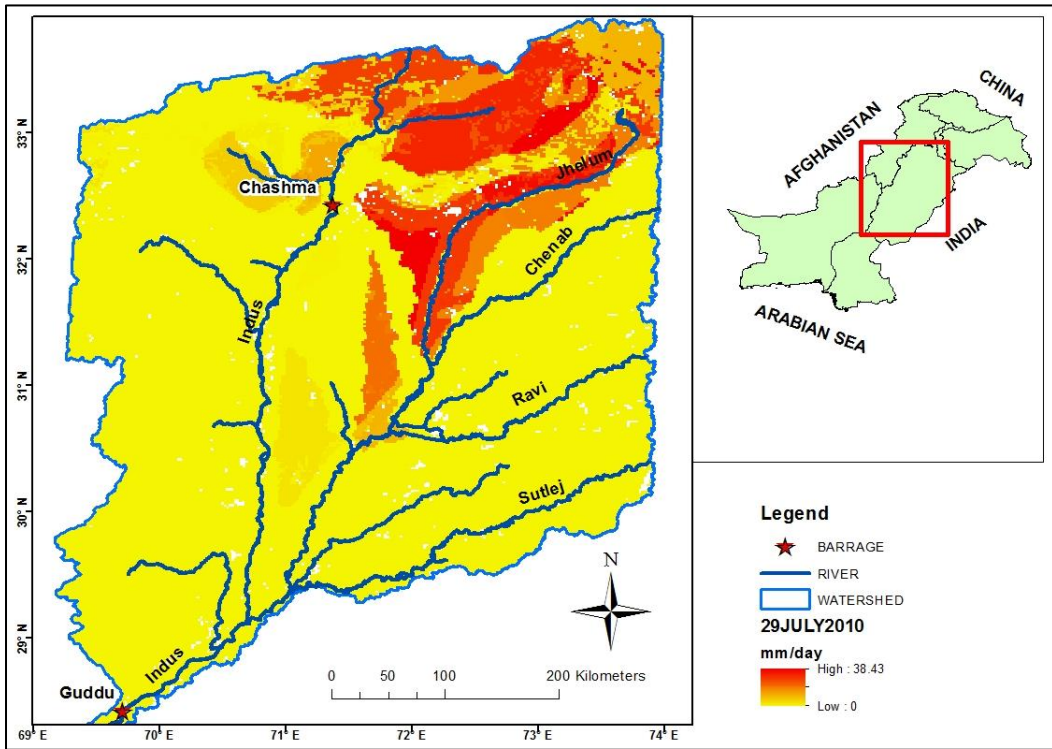 33° N
32° N
31° N
30° N
29° N
69° E
70° E
71° E
72° E
73° E
74° E
Chashma
Jhelum
Chenab
Indus
Ravi
Sutlej
Indus
Guddu
N
0 50 100 200 Kilometers
CHINA
AFGHANISTAN
INDIA
ARABIAN SEA
Legend
BARRAGE
RIVER
WATERSHED
29JULY2010
mm/day
High : 38.43
Low : 0